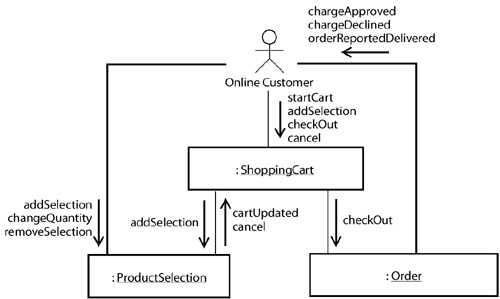 chargeApproved
chargeDeclined
orderReportedDelivered
Online Customer
startCart
addSelection
checkOut
cancel
: ShoppingCart
addSelection
changeQuantity
removeSelection
addSelection
cartUpdated
cancel
checkOut
: ProductSelection
: Order